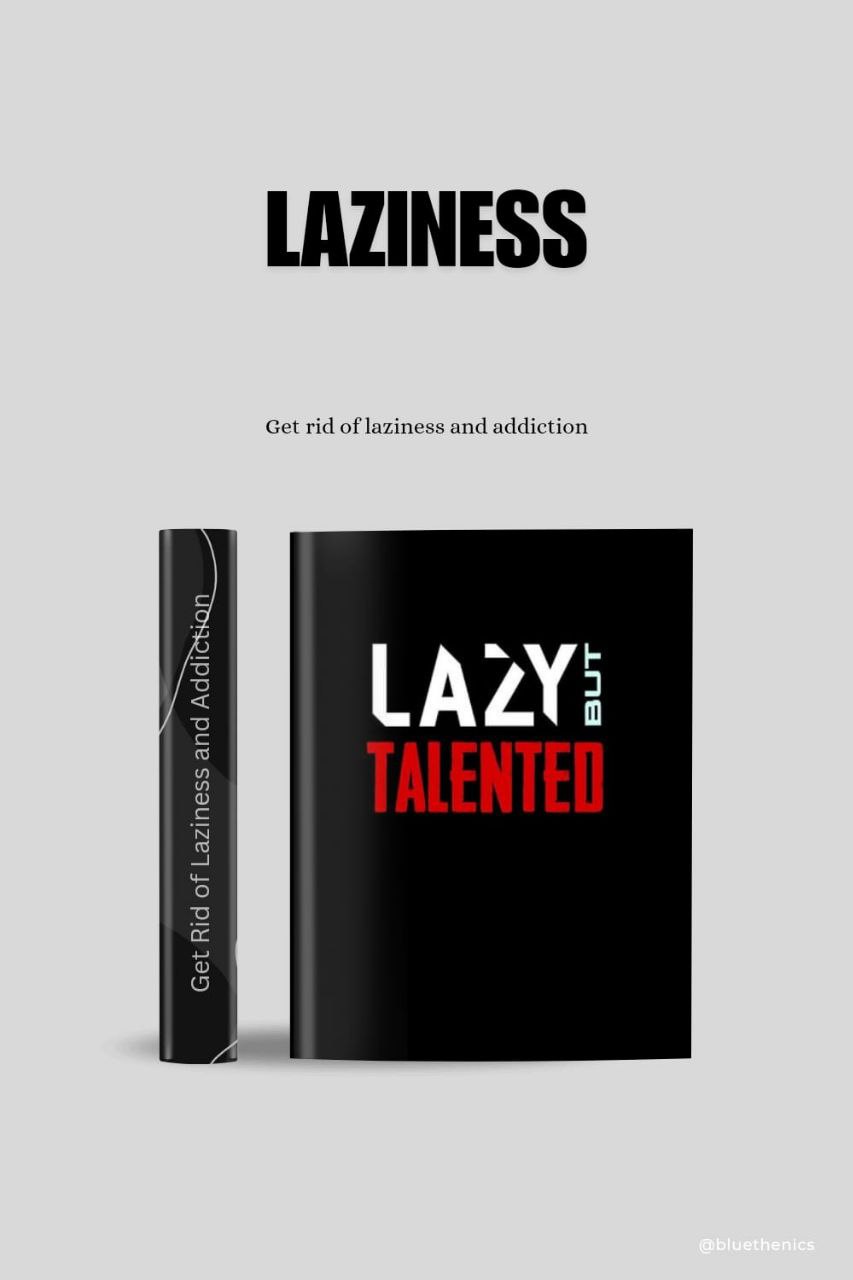 LAZINESS
Get rid of laziness and addiction
Get Rid of Laziness and Addiction
LAZY BUT
TALENTED
@bluethenics